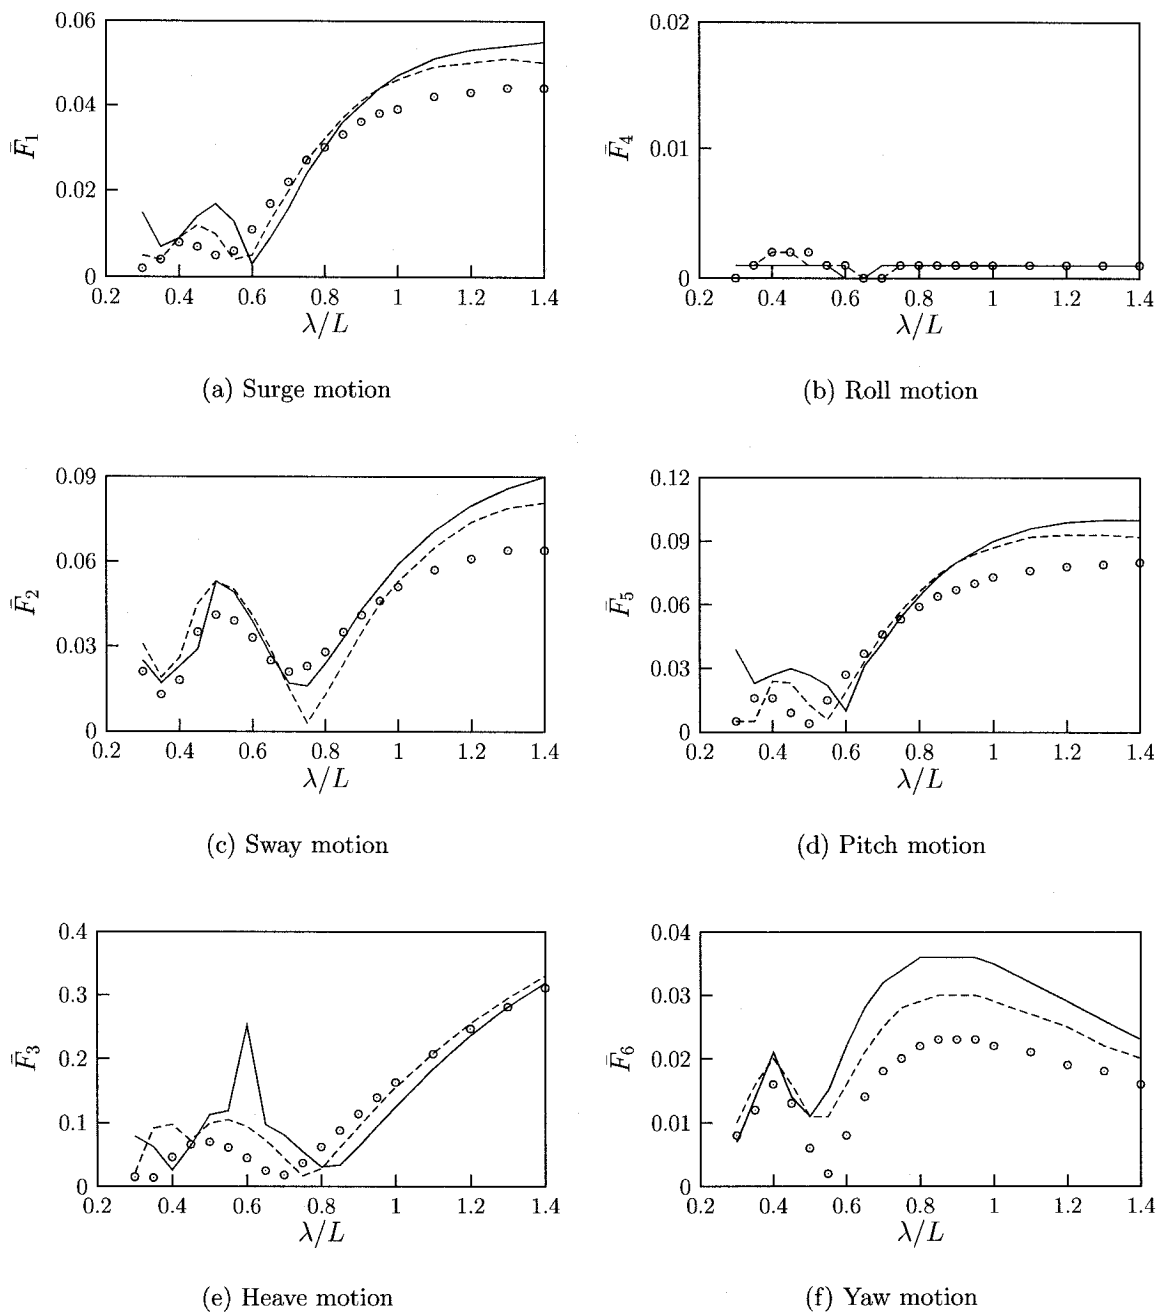 0.06
0.04
0.02
0
F̄₁
0.2 0.4 0.6 0.8 1 1.2 1.4
λ/L
(a) Surge motion
0.02
0.01
0
F̄₄
0.2 0.4 0.6 0.8 1 1.2 1.4
λ/L
(b) Roll motion
0.09
0.06
0.03
0
F̄₂
0.2 0.4 0.6 0.8 1 1.2 1.4
λ/L
(c) Sway motion
0.12
0.09
0.06
0.03
0
F̄₅
0.2 0.4 0.6 0.8 1 1.2 1.4
λ/L
(d) Pitch motion
0.4
0.3
0.2
0.1
0
F̄₃
0.2 0.4 0.6 0.8 1 1.2 1.4
λ/L
(e) Heave motion
0.04
0.03
0.02
0.01
0
F̄₆
0.2 0.4 0.6 0.8 1 1.2 1.4
λ/L
(f) Yaw motion